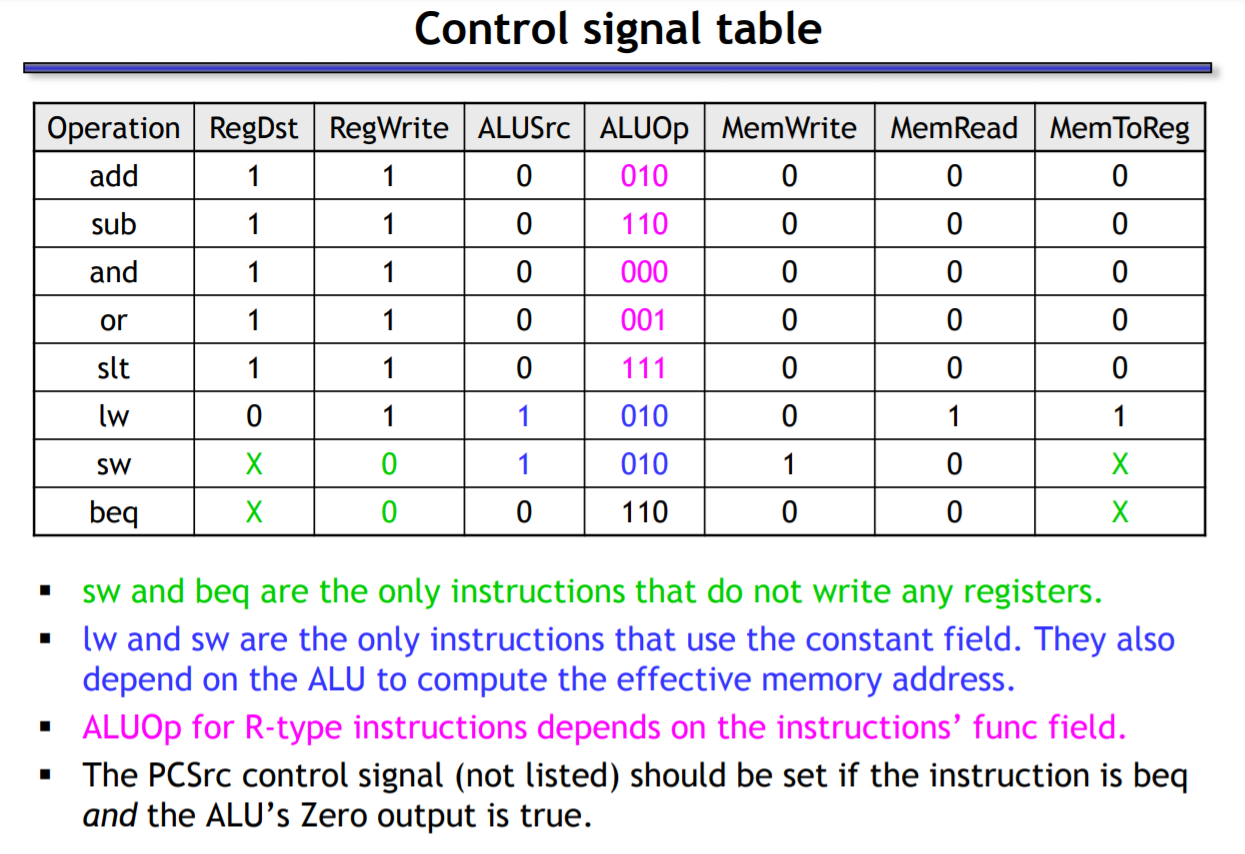 Control signal table
Operation RegDst RegWrite ALUSrc ALUOp MemWrite MemRead MemToReg
add 1 1 0 010 0 0 0
sub 1 1 0 110 0 0 0
and 1 1 0 000 0 0 0
or 1 1 0 001 0 0 0
slt 1 1 0 111 0 0 0
lw 0 1 1 010 0 1 1
sw X 0 1 010 1 0 X
beq X 0 0 110 0 0 X
▪ sw and beq are the only instructions that do not write any registers.
▪ lw and sw are the only instructions that use the constant field. They also
depend on the ALU to compute the effective memory address.
▪ ALUOp for R-type instructions depends on the instructions’ func field.
▪ The PCSrc control signal (not listed) should be set if the instruction is beq
and the ALU’s Zero output is true.